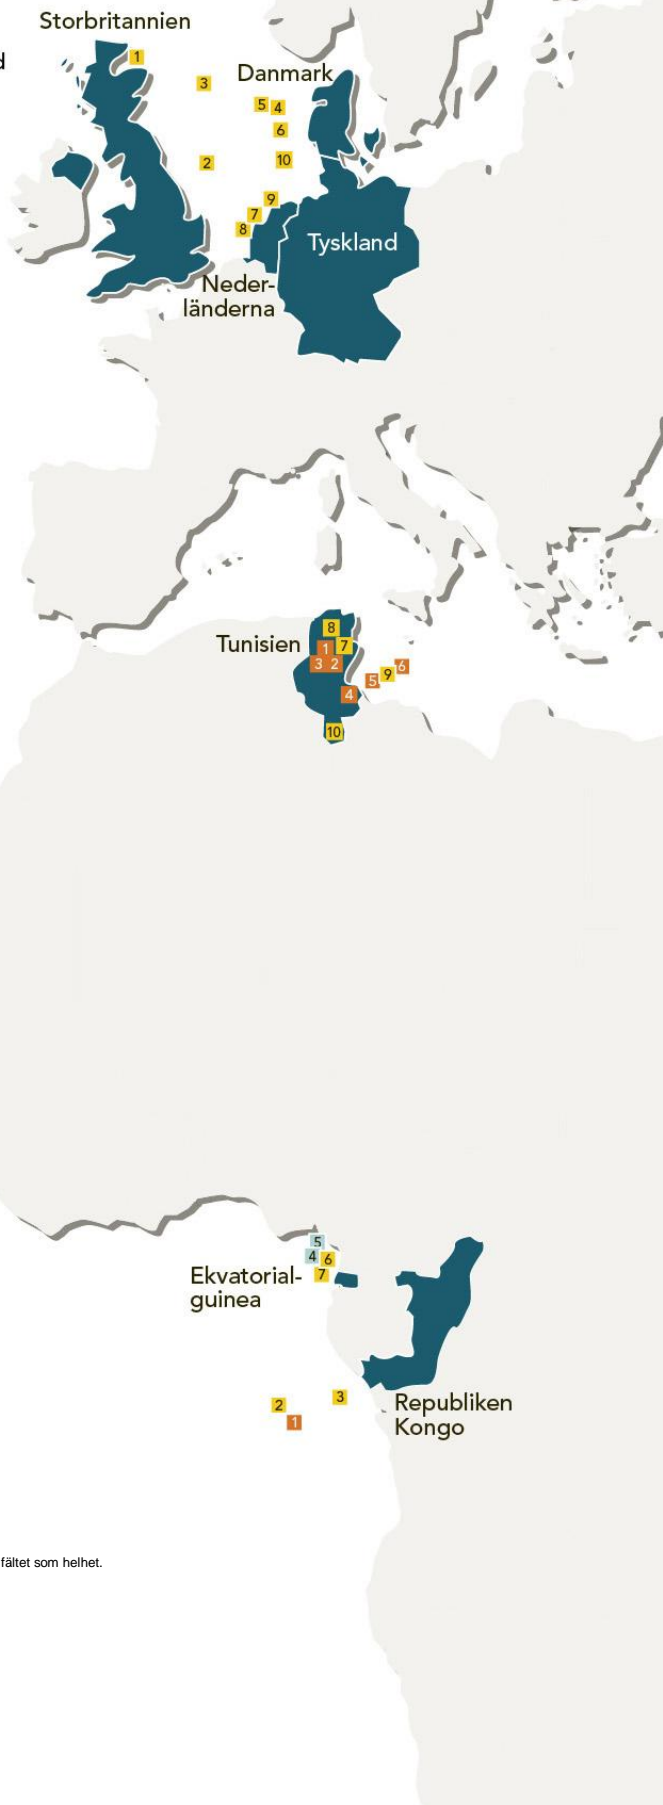 Storbritannien
d
1
3
Danmark
5 4
6
2
10
9
7
8
Tyskland
Neder-
länderna
8
Tunisien
1 7
3 2
6
9
5
4
10
5
4 6
7
Ekvatorial-
guinea
3
2
1
Republiken
Kongo
fältet som helhet.